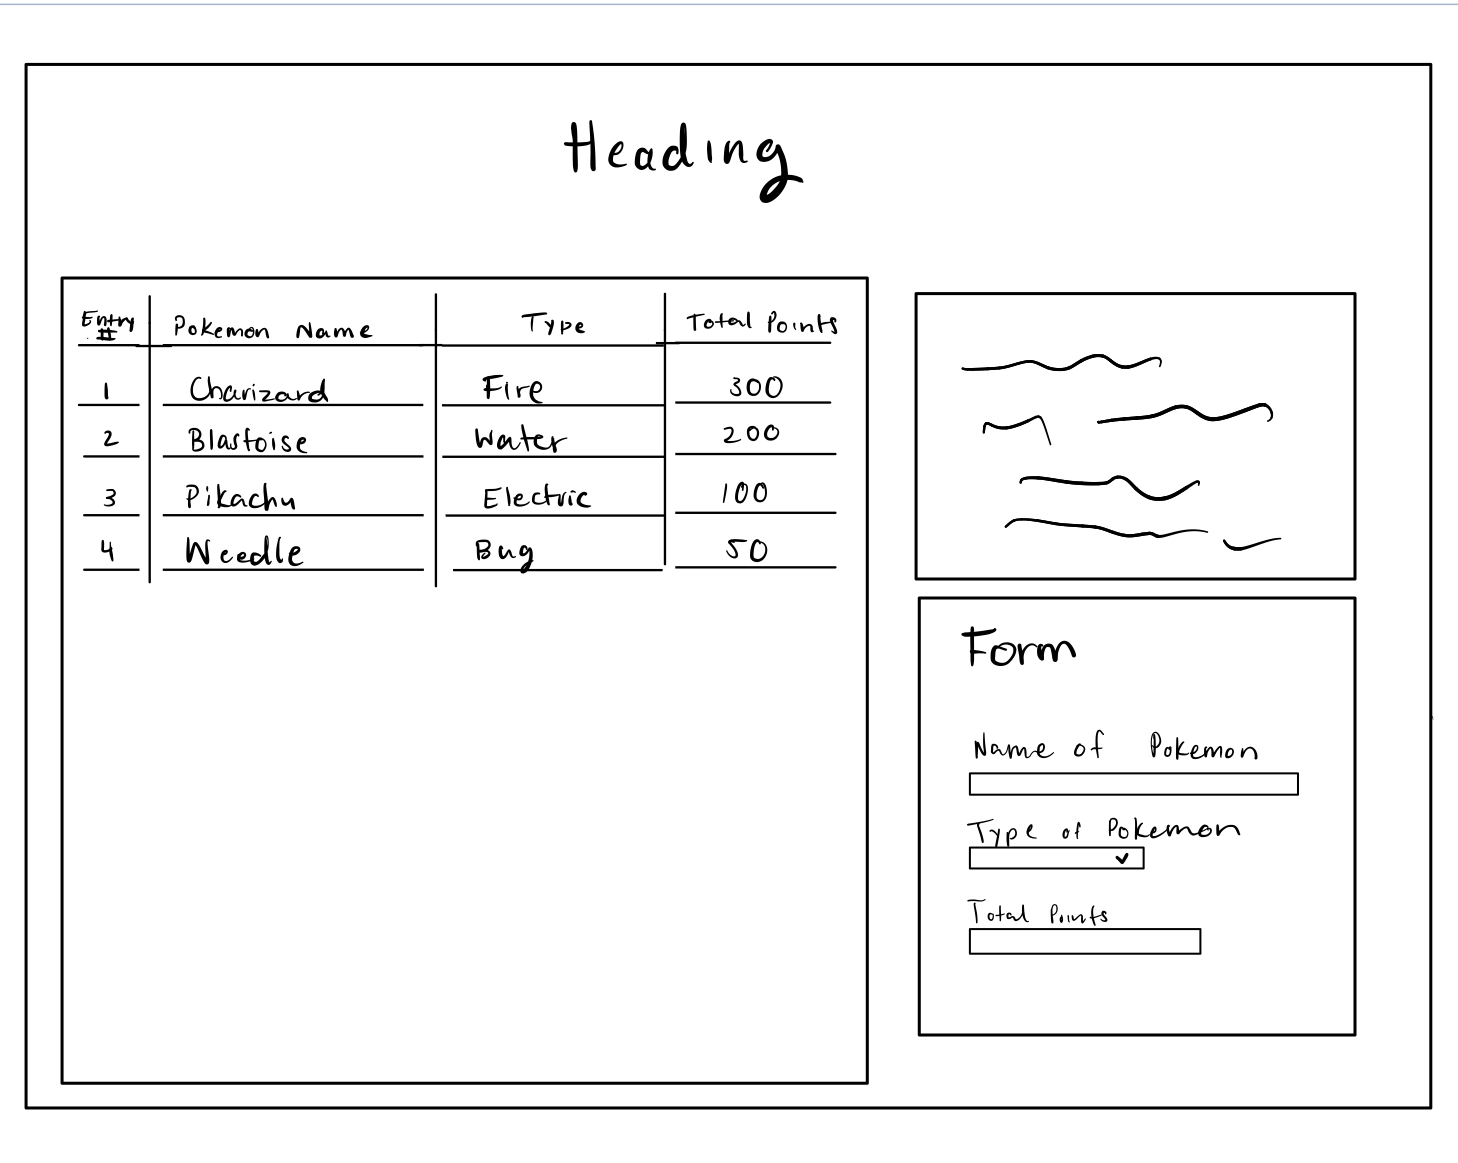 Heading
Entry # Pokemon Name Type Total Points
1 Charizard Fire 300
2 Blastoise Water 200
3 Pikachu Electric 100
4 Weedle Bug 50
Form
Name of Pokemon
Type of Pokemon
Total Points